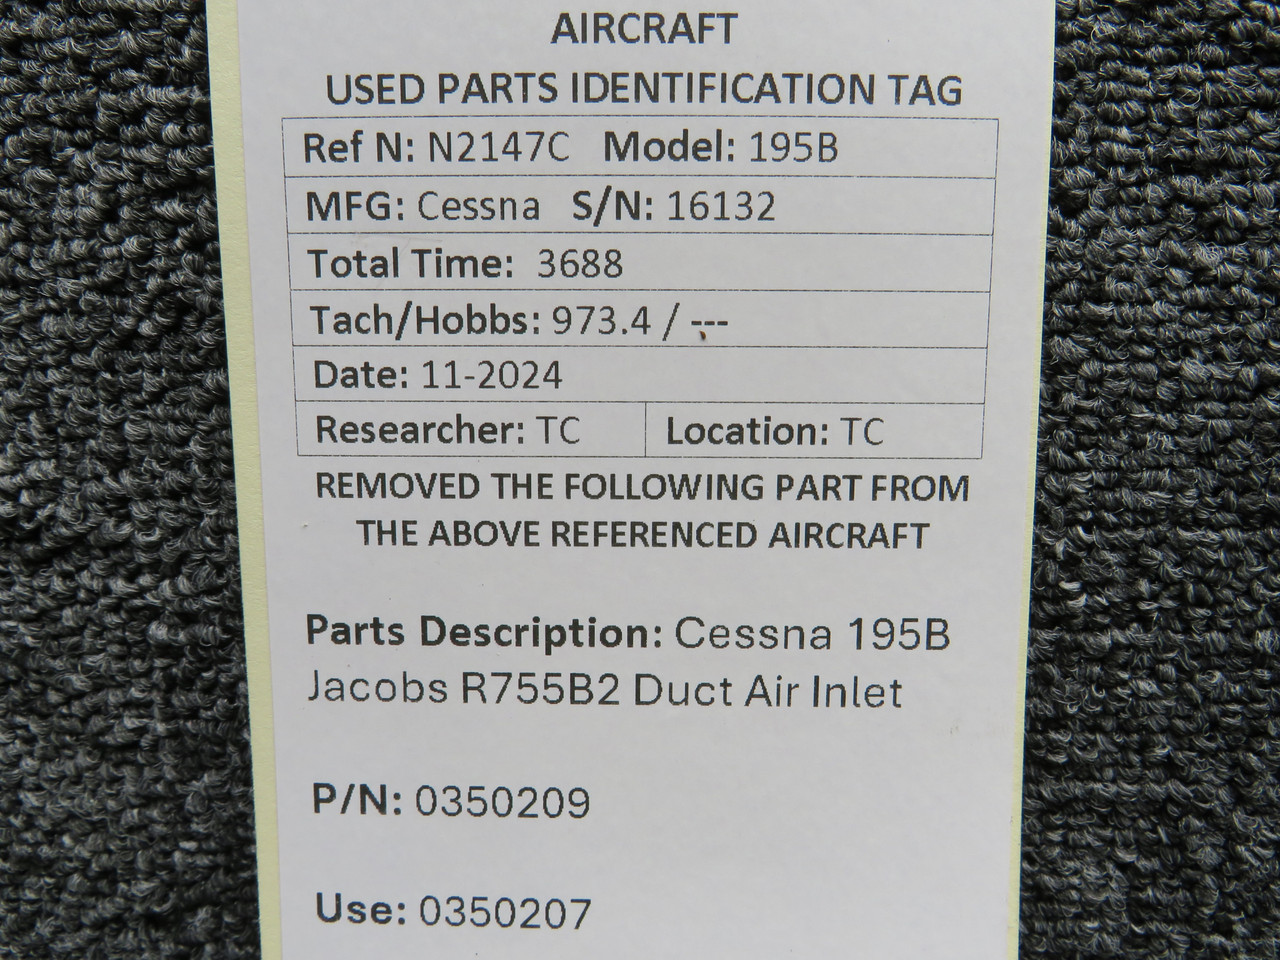 AIRCRAFT
USED PARTS IDENTIFICATION TAG
Ref N: N2147C Model: 195B
MFG: Cessna S/N: 16132
Total Time: 3688
Tach/Hobbs: 973.4 / ---
Date: 11-2024
Researcher: TC Location: TC
REMOVED THE FOLLOWING PART FROM
THE ABOVE REFERENCED AIRCRAFT
Parts Description: Cessna 195B
Jacobs R755B2 Duct Air Inlet
P/N: 0350209
Use: 0350207